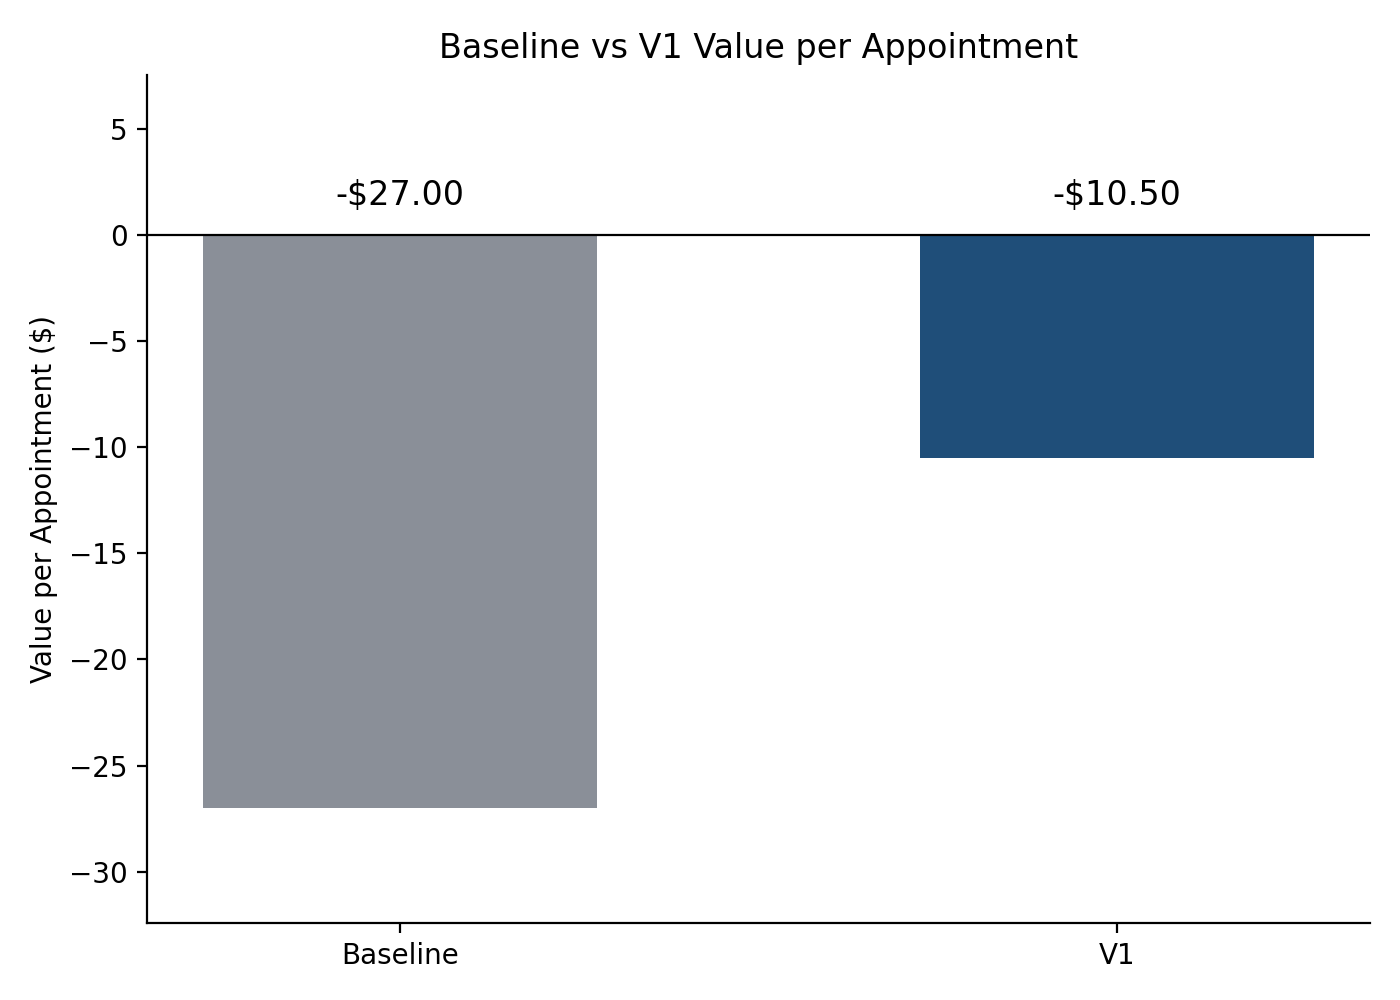 Baseline vs V1 Value per Appointment
Value per Appointment ($)
5
0
−5
−10
−15
−20
−25
−30
-$27.00
-$10.50
Baseline
V1